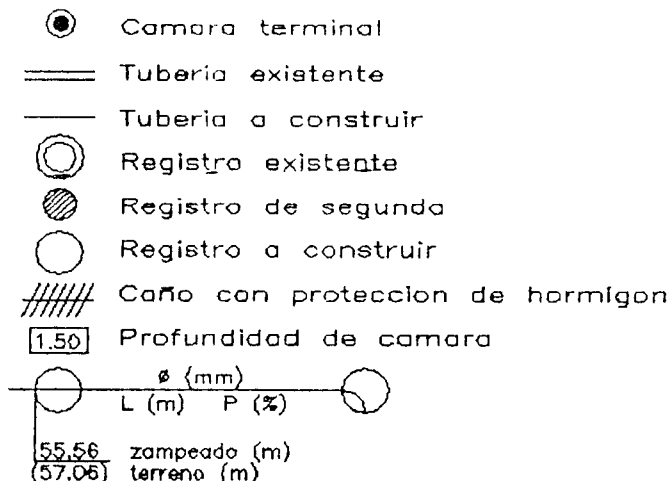 Camara terminal
Tuberia existente
Tuberia a construir
Registro existente
Registro de segunda
Registro a construir
Caño con proteccion de hormigon
1.50 Profundidad de camara
ø (mm)
L (m) P (%)
55,56 zampeado (m)
(57.06) terreno (m)